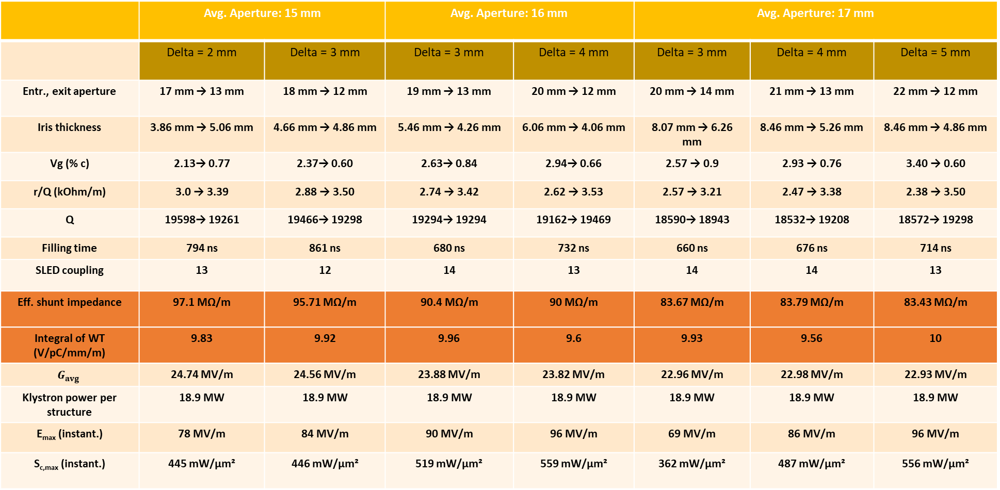 Avg. Aperture: 15 mm Avg. Aperture: 16 mm Avg. Aperture: 17 mm
Delta = 2 mm Delta = 3 mm Delta = 3 mm Delta = 4 mm Delta = 3 mm Delta = 4 mm Delta = 5 mm
Entr., exit aperture 17 mm → 13 mm 18 mm → 12 mm 19 mm → 13 mm 20 mm → 12 mm 20 mm → 14 mm 21 mm → 13 mm 22 mm → 12 mm
Iris thickness 3.86 mm → 5.06 mm 4.66 mm → 4.86 mm 5.46 mm → 4.26 mm 6.06 mm → 4.06 mm 8.07 mm → 6.26 8.46 mm → 5.26 mm 8.46 mm → 4.86 mm
mm
Vg (% c) 2.13→ 0.77 2.37→ 0.60 2.63→ 0.84 2.94→ 0.66 2.57 → 0.9 2.93 → 0.76 3.40 → 0.60
r/Q (kOhm/m) 3.0 → 3.39 2.88 → 3.50 2.74 → 3.42 2.62 → 3.53 2.57 → 3.21 2.47 → 3.38 2.38 → 3.50
Q 19598→ 19261 19466→ 19298 19294→ 19294 19162→ 19469 18590→ 18943 18532→ 19208 18572→ 19298
Filling time 794 ns 861 ns 680 ns 732 ns 660 ns 676 ns 714 ns
SLED coupling 13 12 14 13 14 14 13
Eff. shunt impedance 97.1 MΩ/m 95.71 MΩ/m 90.4 MΩ/m 90 MΩ/m 83.67 MΩ/m 83.79 MΩ/m 83.43 MΩ/m
Integral of WT 9.83 9.92 9.96 9.6 9.93 9.56 10
(V/pC/mm/m)
G_avg 24.74 MV/m 24.56 MV/m 23.88 MV/m 23.82 MV/m 22.96 MV/m 22.98 MV/m 22.93 MV/m
Klystron power per 18.9 MW 18.9 MW 18.9 MW 18.9 MW 18.9 MW 18.9 MW 18.9 MW
structure
E_max (instant.) 78 MV/m 84 MV/m 90 MV/m 96 MV/m 69 MV/m 86 MV/m 96 MV/m
S_c,max (instant.) 445 mW/μm² 446 mW/μm² 519 mW/μm² 559 mW/μm² 362 mW/μm² 487 mW/μm² 556 mW/μm²